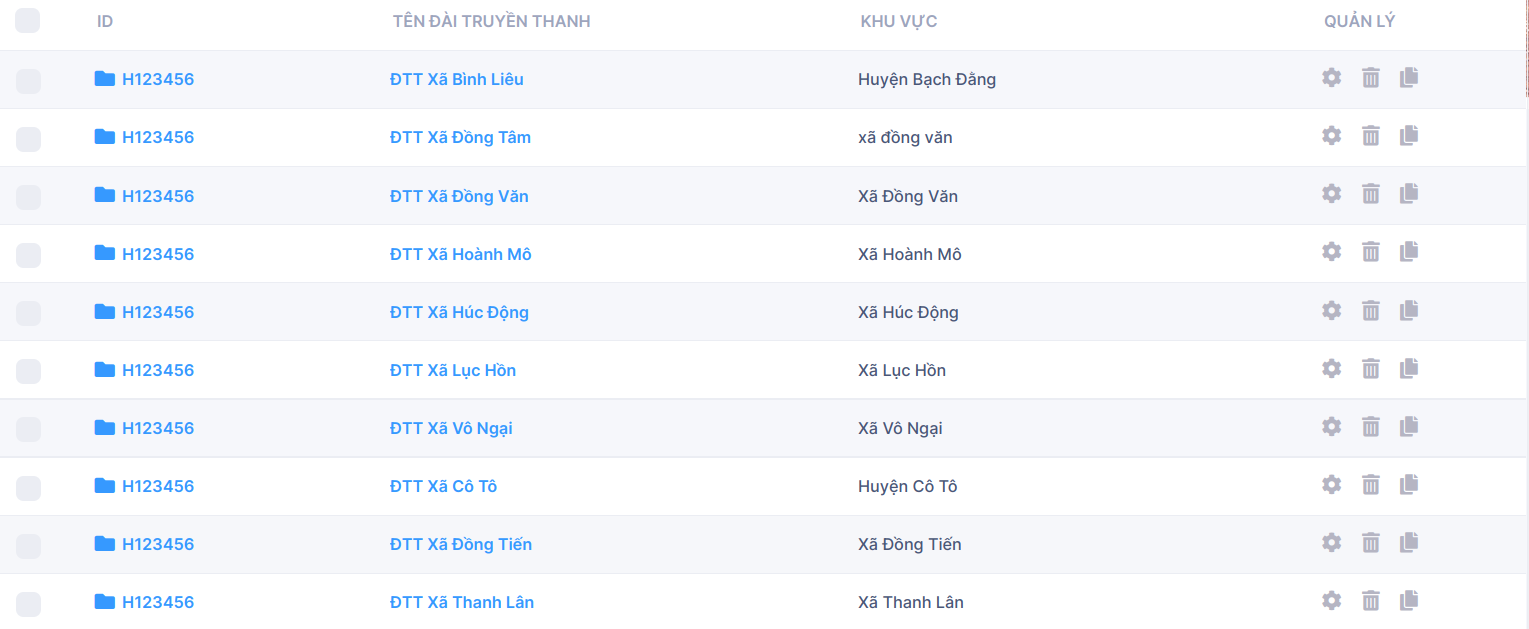 ID TÊN ĐÀI TRUYỀN THANH KHU VỰC QUẢN LÝ
H123456 ĐTT Xã Bình Liêu Huyện Bạch Đằng
H123456 ĐTT Xã Đồng Tâm xã đồng văn
H123456 ĐTT Xã Đồng Văn Xã Đồng Văn
H123456 ĐTT Xã Hoành Mô Xã Hoành Mô
H123456 ĐTT Xã Húc Động Xã Húc Động
H123456 ĐTT Xã Lục Hồn Xã Lục Hồn
H123456 ĐTT Xã Vô Ngại Xã Vô Ngại
H123456 ĐTT Xã Cô Tô Huyện Cô Tô
H123456 ĐTT Xã Đồng Tiến Xã Đồng Tiến
H123456 ĐTT Xã Thanh Lân Xã Thanh Lân